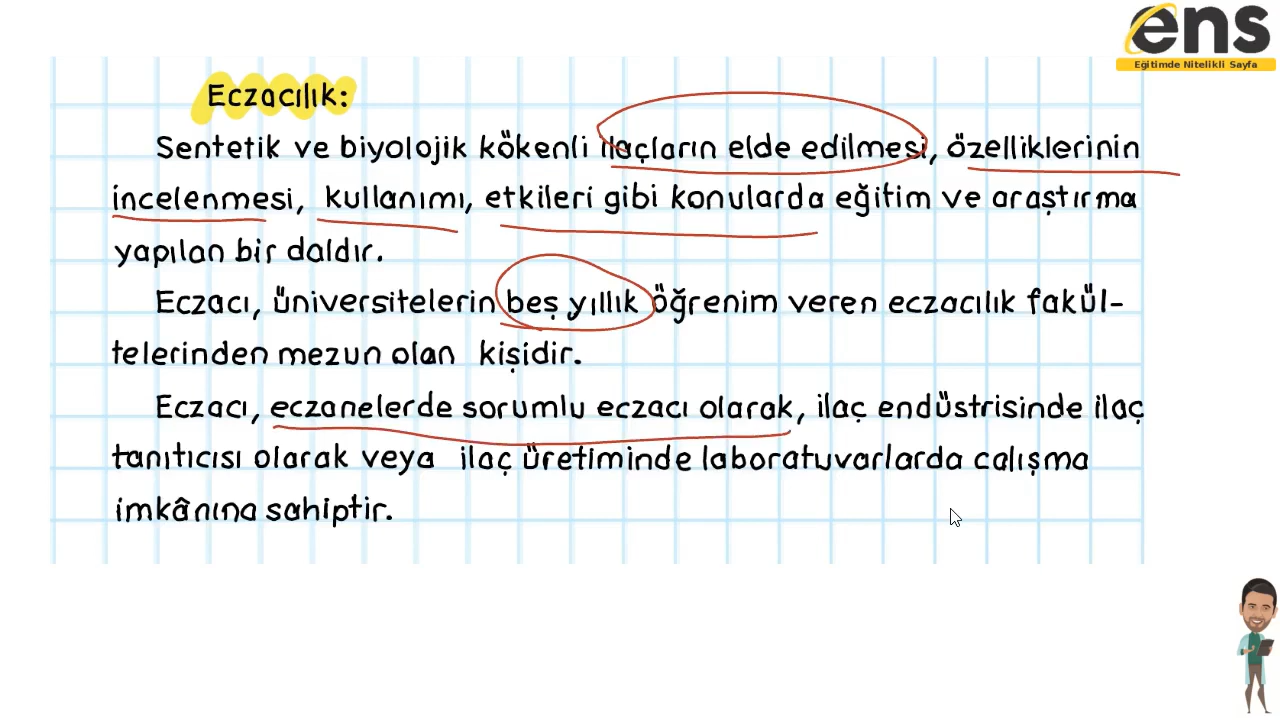 ens
Eğitimde Nitelikli Sayfa
Eczacılık:
Sentetik ve biyolojik kökenli ilaçların elde edilmesi, özelliklerinin
incelenmesi, kullanımı, etkileri gibi konularda eğitim ve araştırma
yapılan bir daldır.
Eczacı, üniversitelerin beş yıllık öğrenim veren eczacılık fakül-
telerinden mezun olan kişidir.
Eczacı, eczanelerde sorumlu eczacı olarak, ilaç endüstrisinde ilaç
tanıtıcısı olarak veya ilaç üretiminde laboratuvarlarda calışma
imkânına sahiptir.